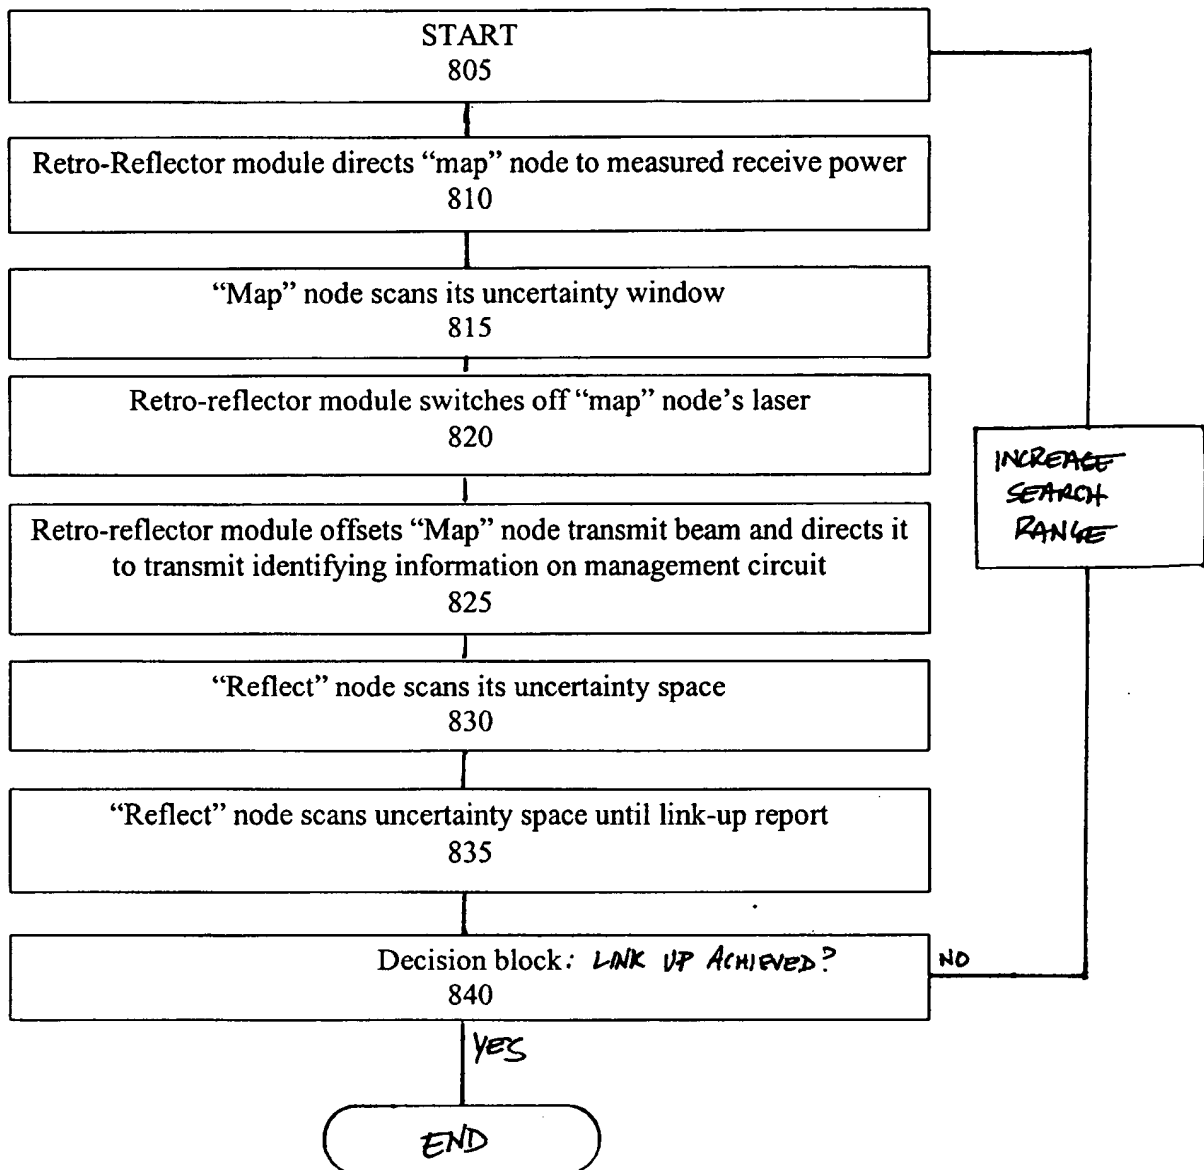 START
805
Retro-Reflector module directs “map” node to measured receive power
810
“Map” node scans its uncertainty window
815
Retro-reflector module switches off “map” node’s laser
820
INCREASE
SEARCH
RANGE
Retro-reflector module offsets “Map” node transmit beam and directs it
to transmit identifying information on management circuit
825
“Reflect” node scans its uncertainty space
830
“Reflect” node scans uncertainty space until link-up report
835
Decision block: LINK UP ACHIEVED?
840
NO
YES
END